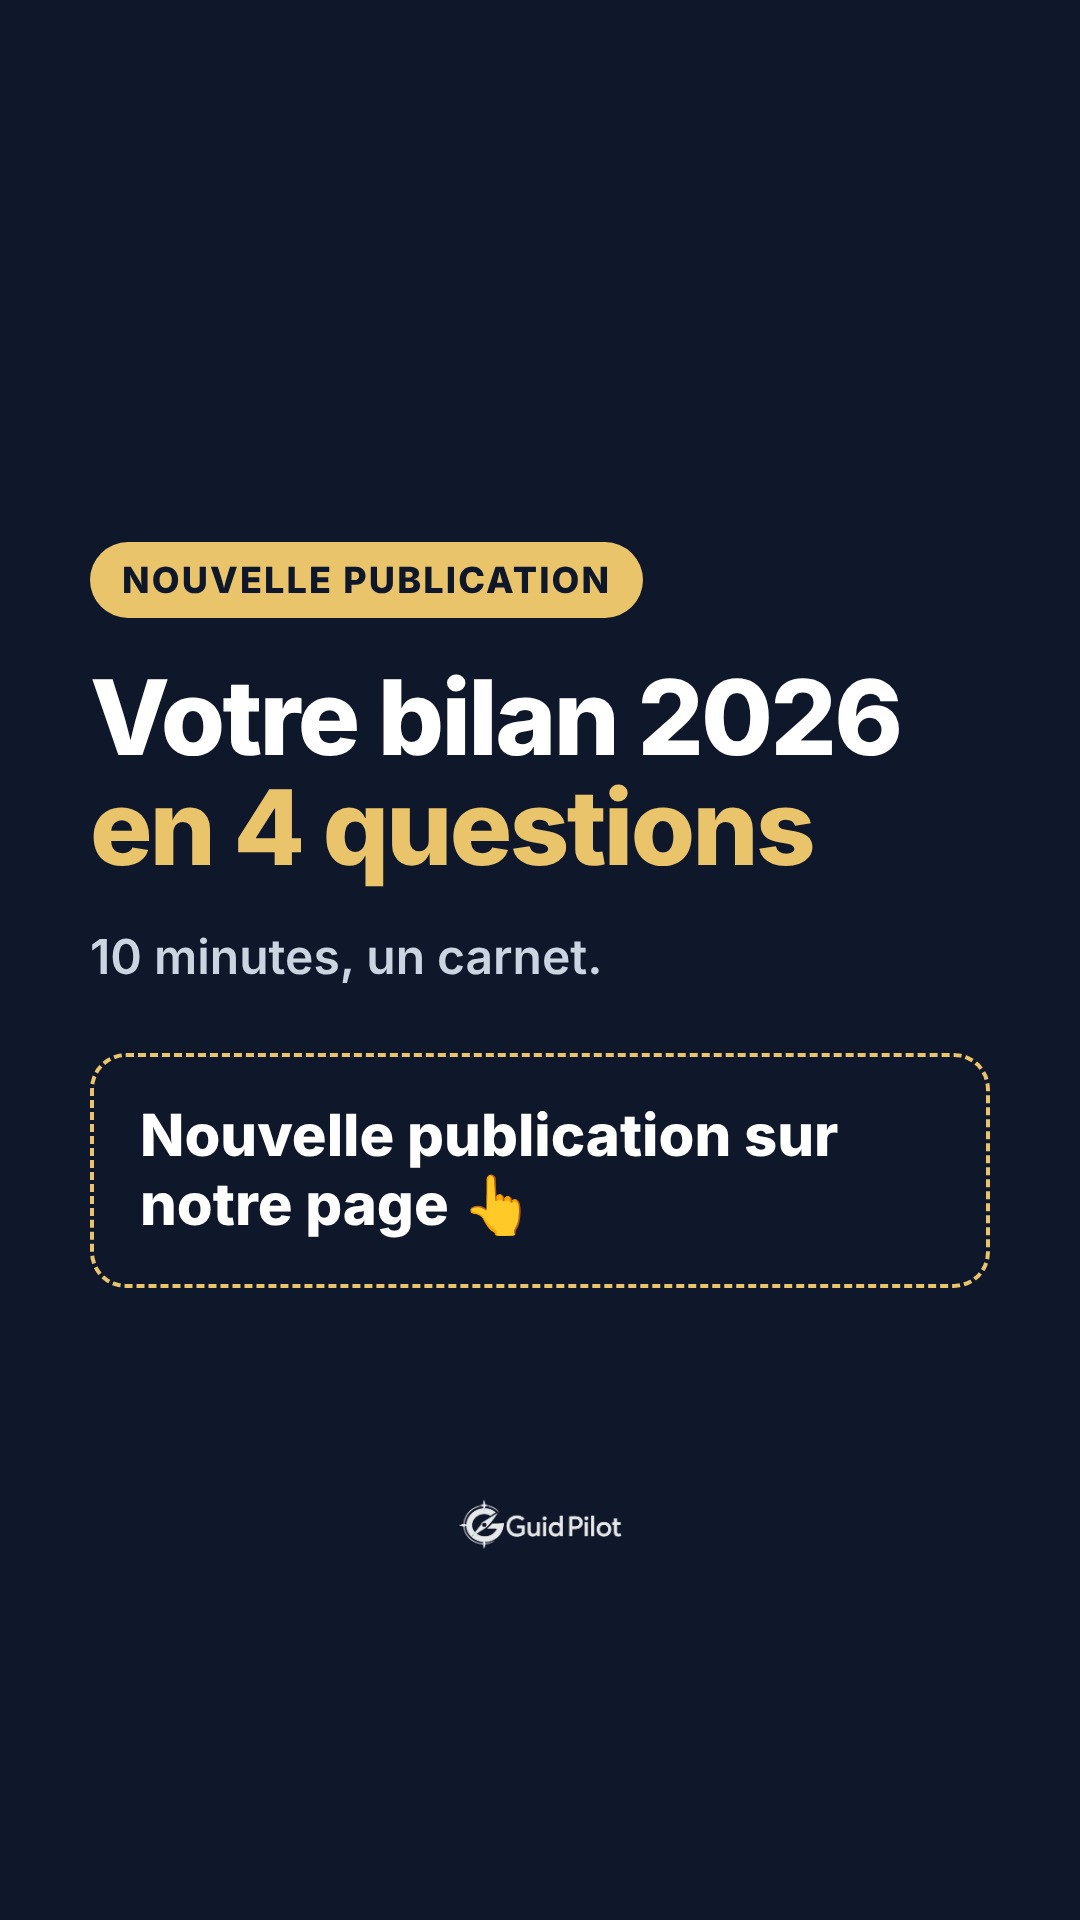 NOUVELLE PUBLICATION
Votre bilan 2026
en 4 questions
10 minutes, un carnet.
Nouvelle publication sur
notre page 👆
GuidPilot